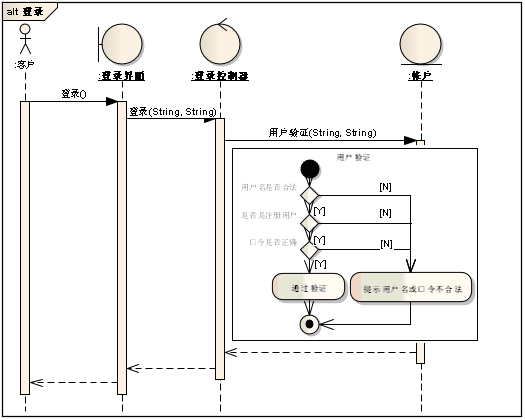 alt 登录
:客户
:登录界面
:登录控制器
:帐户
登录()
登录(String, String)
用户验证(String, String)
用户验证
用户名是否合法
[N]
[Y]
是否是注册用户
[N]
[Y]
口令是否正确
[N]
[Y]
通过验证
提示用户名或口令不合法